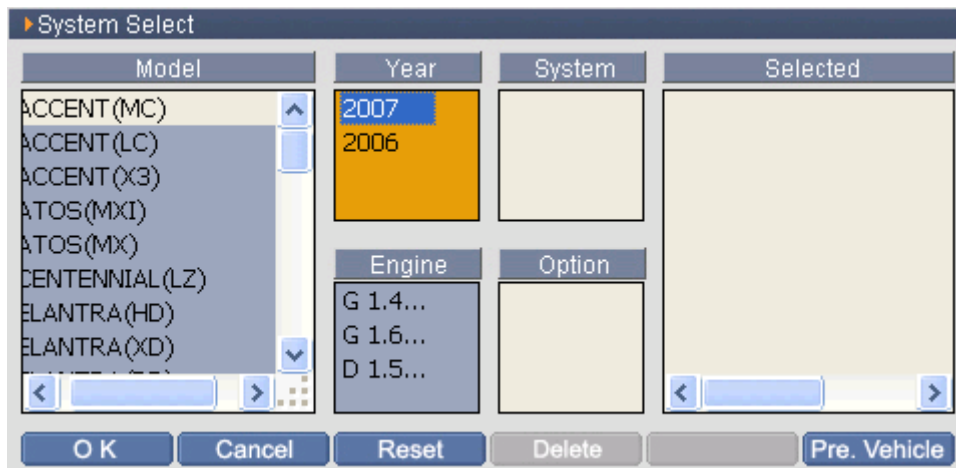 System Select
Model
ACCENT(MC)
ACCENT(LC)
ACCENT(X3)
ATOS(MXI)
ATOS(MX)
CENTENNIAL(LZ)
ELANTRA(HD)
ELANTRA(XD)
Year
2007
2006
System
Selected
Engine
G 1.4...
G 1.6...
D 1.5...
Option
OK
Cancel
Reset
Delete
Pre. Vehicle